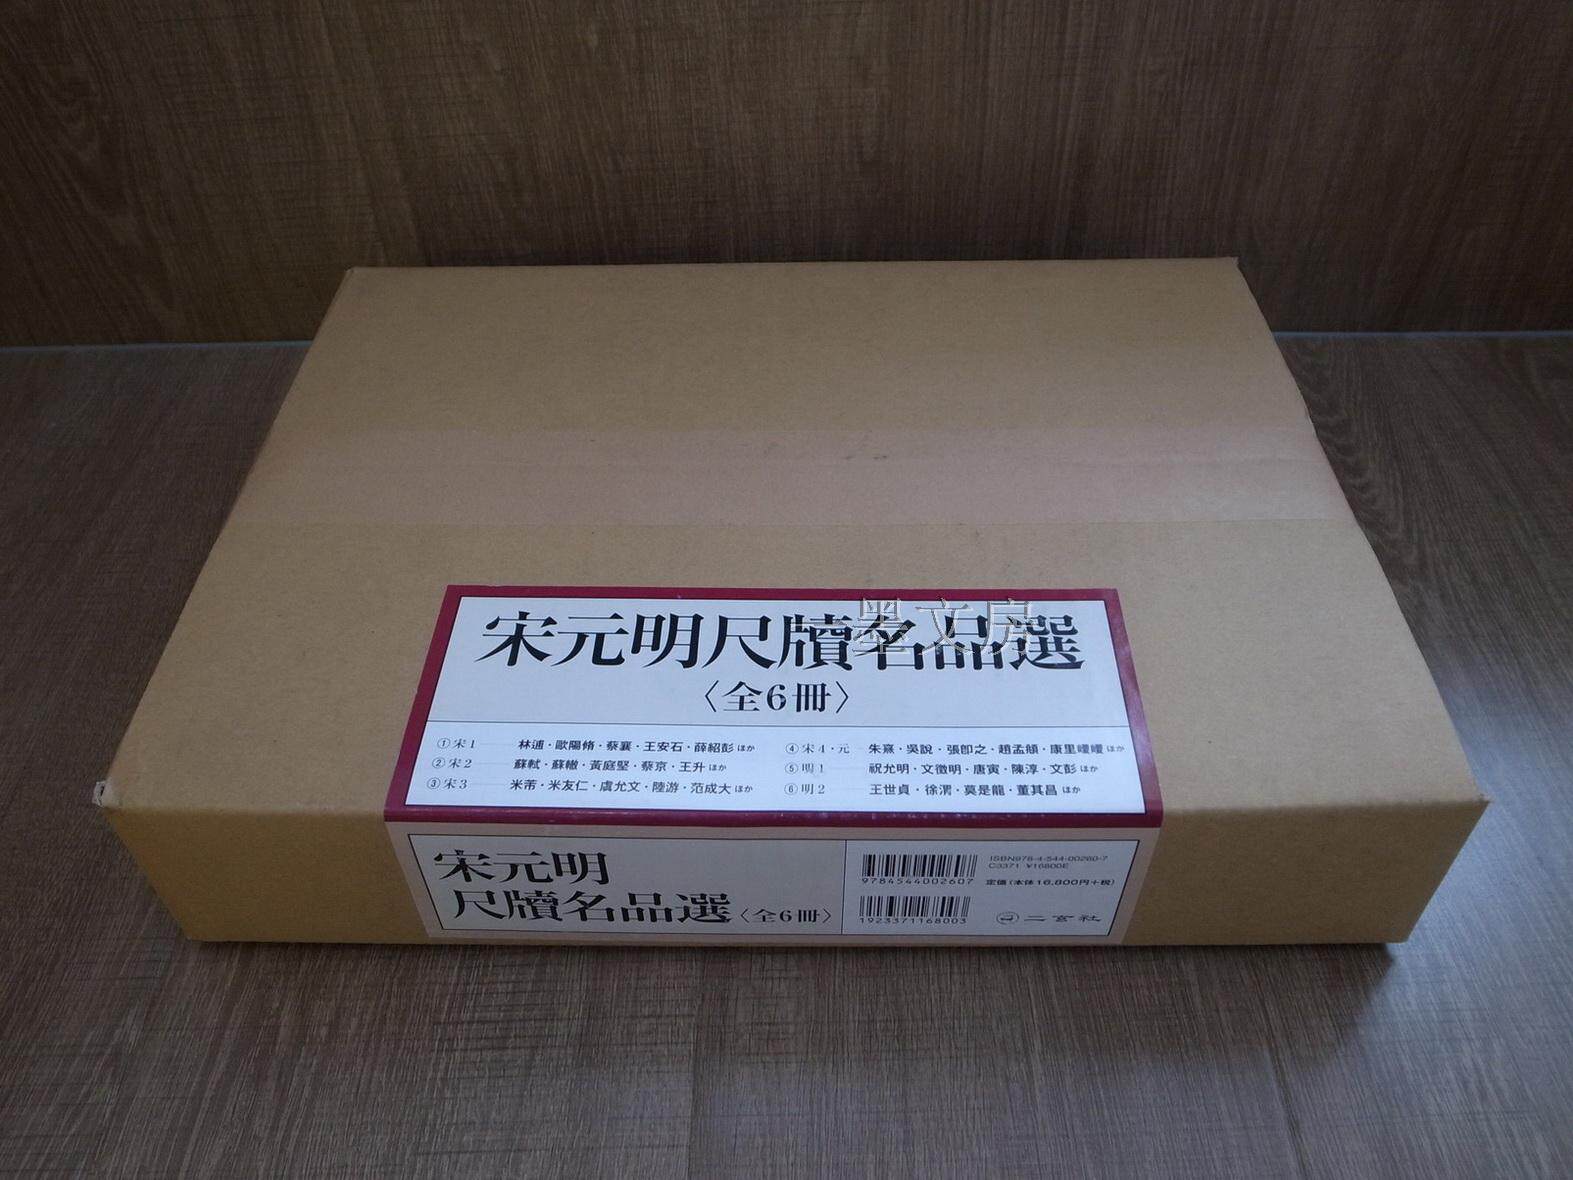 宋元明尺牘名品選
墨文房
〈全6冊〉
①宋1 林逋・歐陽脩・蔡襄・王安石・薛紹彭ほか
②宋2 蘇軾・蘇轍・黃庭堅・蔡京・王升ほか
③宋3 米芾・米友仁・虞允文・陸游・范成大ほか
④宋4・元 朱熹・吳說・張卽之・趙孟頫・康里巎巎ほか
⑤明1 祝允明・文徵明・唐寅・陳淳・文彭ほか
⑥明2 王世貞・徐渭・莫是龍・董其昌ほか
宋元明
尺牘名品選〈全6冊〉
9784544002607
1923371168003
ISBN978-4-544-00260-7
C3371 ¥16800E
定価(本体16,800円+税)
二玄社